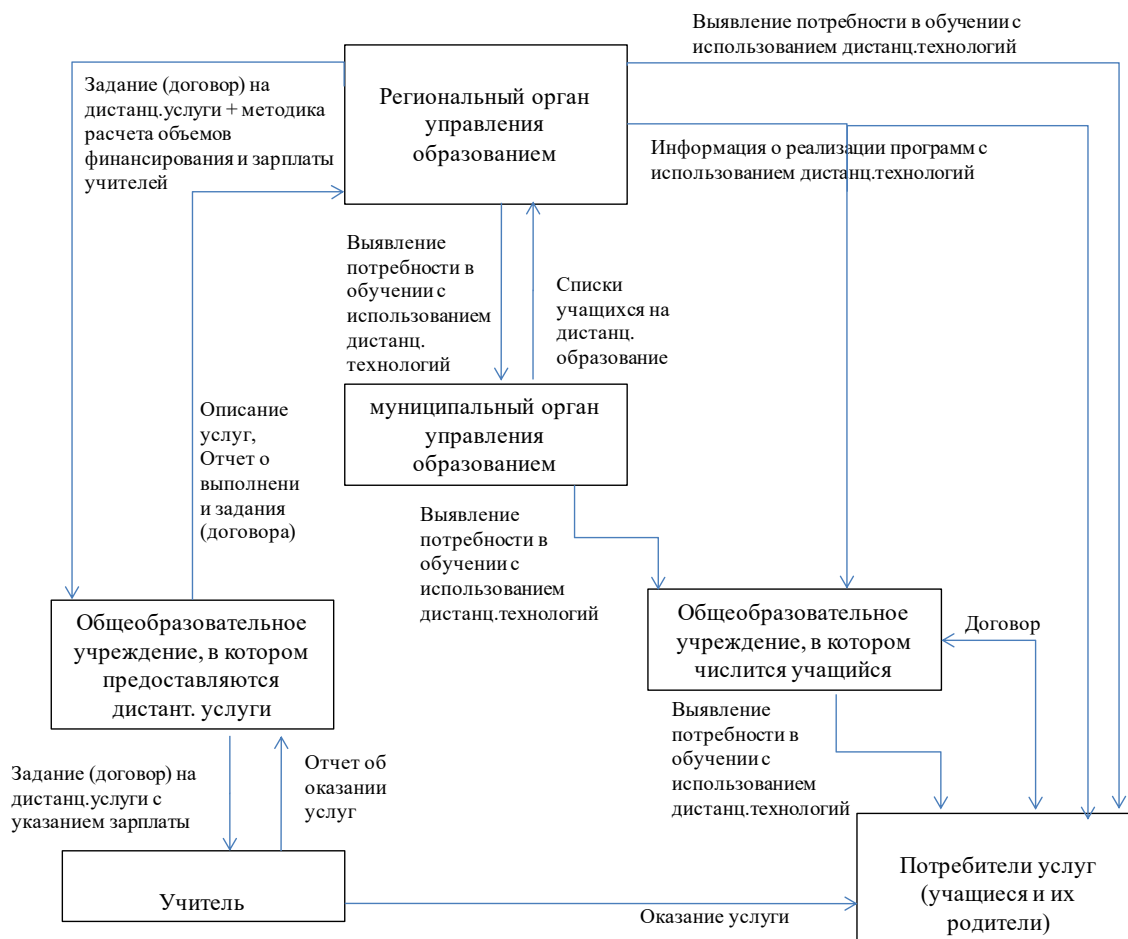 Выявление потребности в обучении с
использованием дистанц.технологий
Задание (договор) на
дистанц.услуги + методика
расчета объемов
финансирования и зарплаты
учителей
Региональный орган
управления
образованием
Информация о реализации программ с
использованием дистанц.технологий
Выявление
потребности в
обучении с
использованием
дистанц.
технологий
Списки
учащихся на
дистанц.
образование
муниципальный орган
управления
образованием
Описание
услуг,
Отчет о
выполнени
и задания
(договора)
Выявление
потребности в
обучении с
использованием
дистанц.технологий
Общеобразовательное
учреждение, в котором
предоставляются
дистант. услуги
Общеобразовательное
учреждение, в котором
числится учащийся
Договор
Выявление
потребности в
обучении с
использованием
дистанц.технологий
Задание (договор) на
дистанц.услуги с
указанием зарплаты
Отчет об
оказании
услуг
Учитель
Оказание услуги
Потребители услуг
(учащиеся и их
родители)